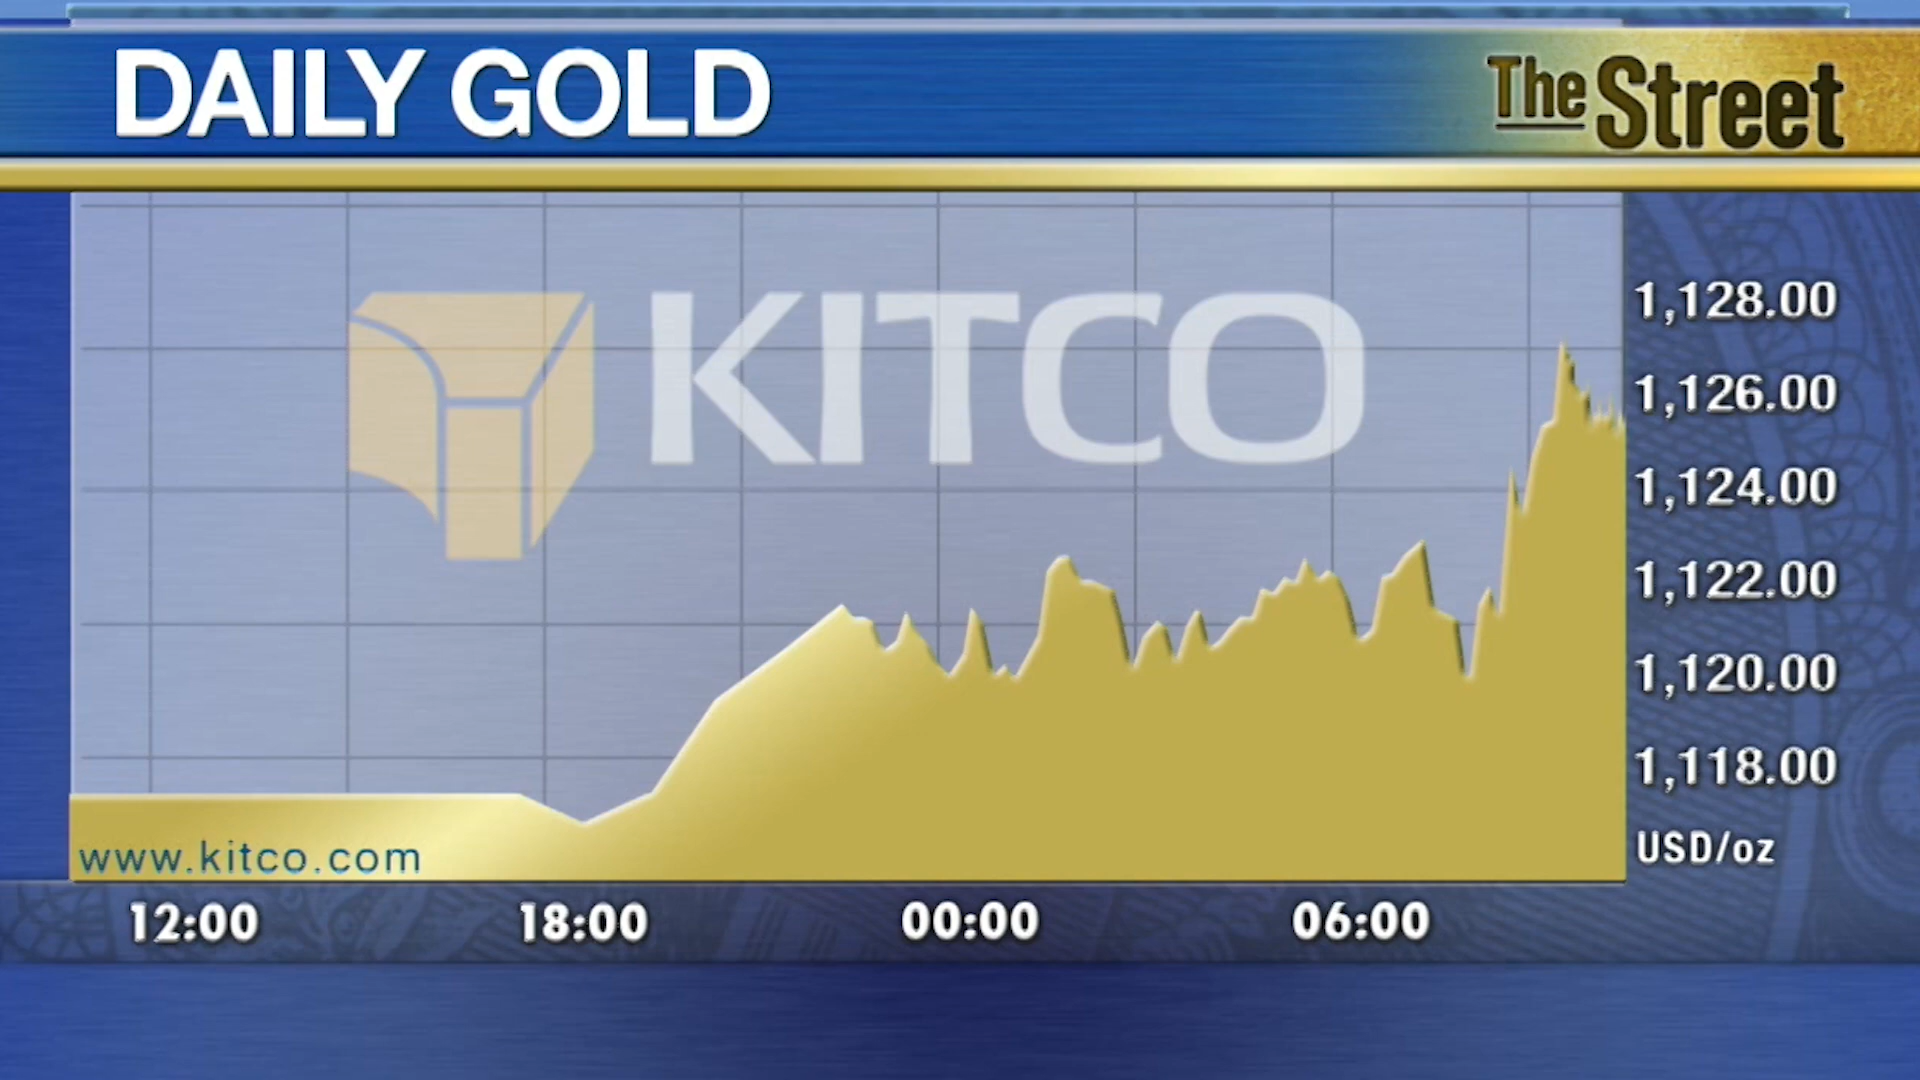 DAILY GOLD
The Street
KITCO
1,128.00
1,126.00
1,124.00
1,122.00
1,120.00
1,118.00
USD/oz
www.kitco.com
12:00
18:00
00:00
06:00